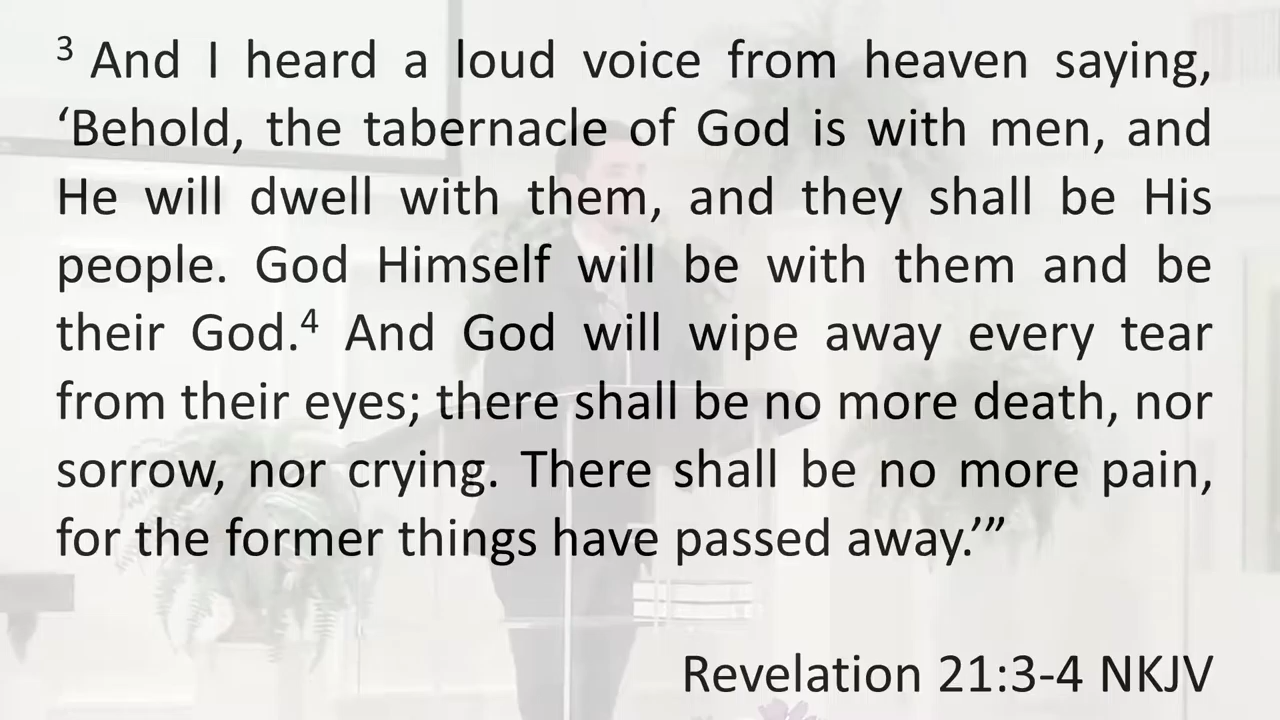 ³ And I heard a loud voice from heaven saying,
‘Behold, the tabernacle of God is with men, and
He will dwell with them, and they shall be His
people. God Himself will be with them and be
their God.⁴ And God will wipe away every tear
from their eyes; there shall be no more death, nor
sorrow, nor crying. There shall be no more pain,
for the former things have passed away.’”
Revelation 21:3-4 NKJV